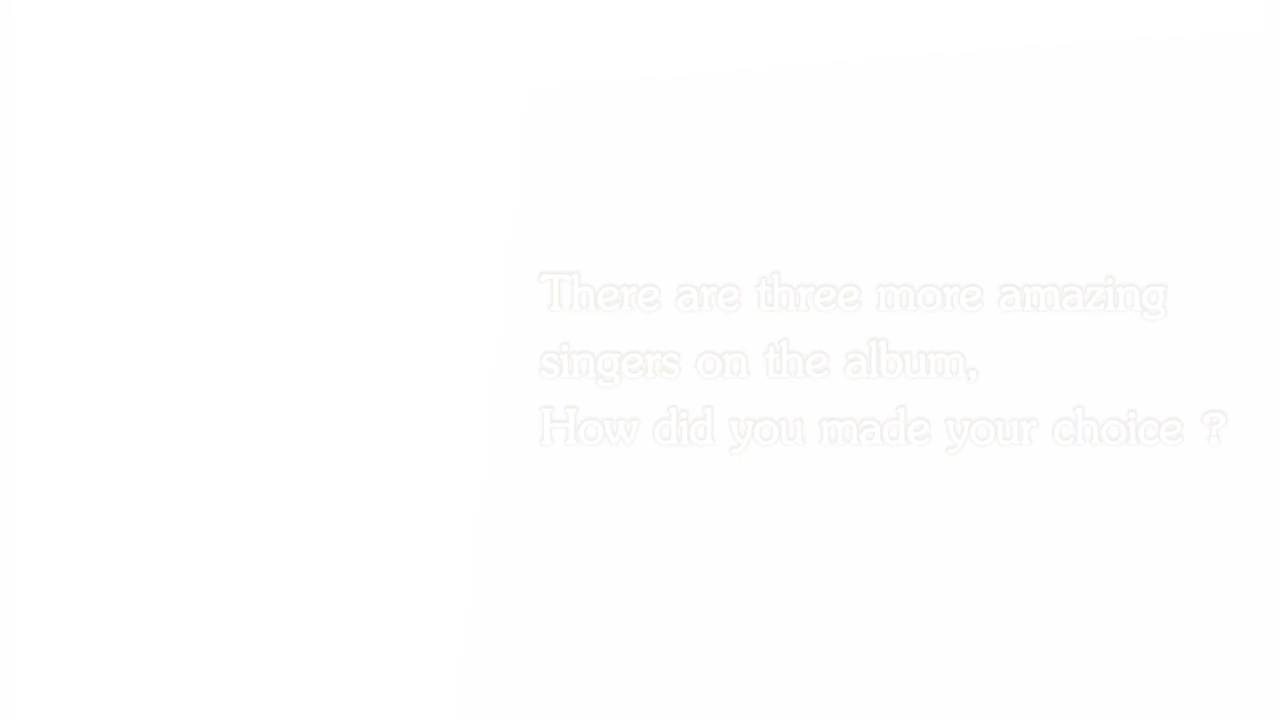 There are three more amazing
singers on the album,
How did you made your choice ?